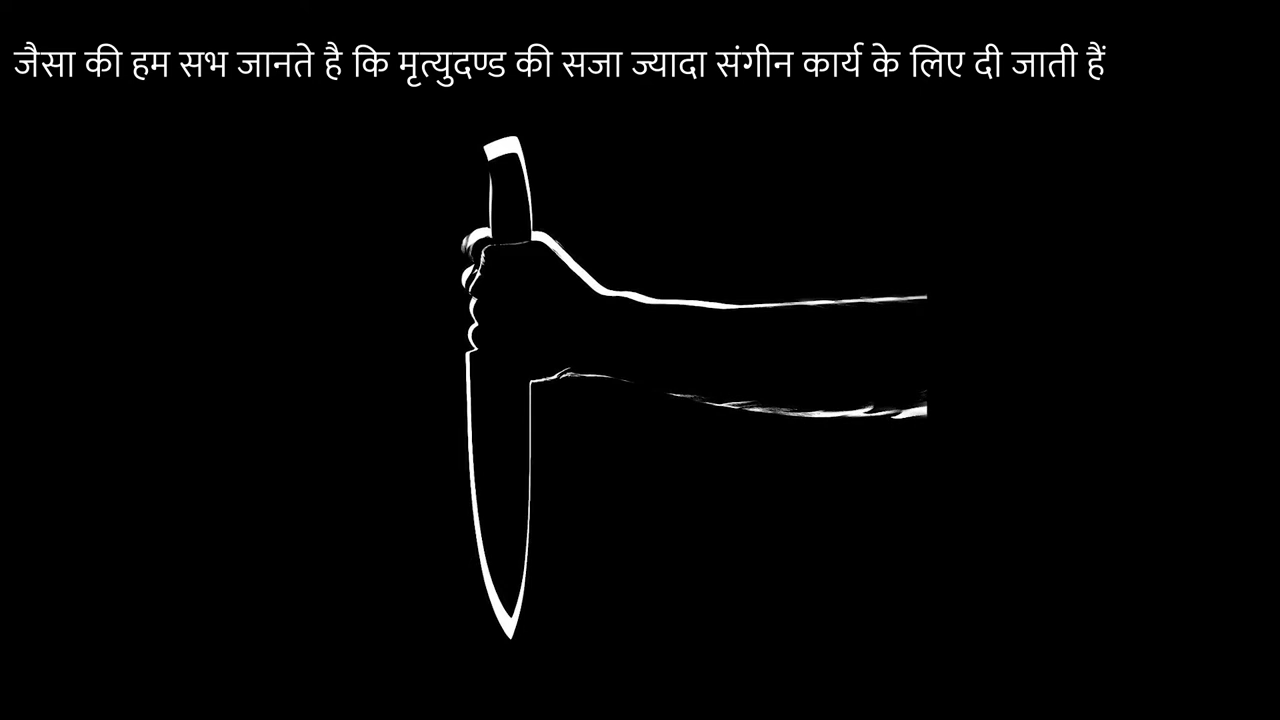 जैसा की हम सभ जानते है कि मृत्युदण्ड की सजा ज्यादा संगीन कार्य के लिए दी जाती हैं